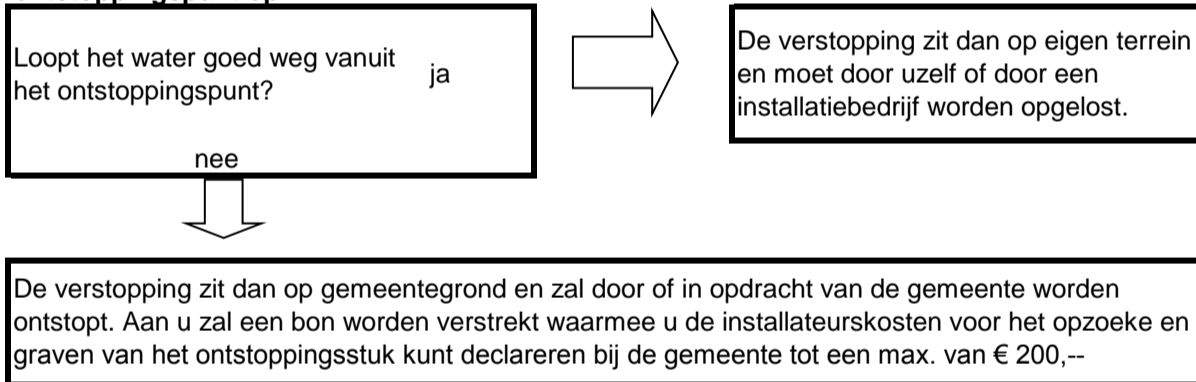 Loopt het water goed weg vanuit
het ontstoppingspunt?
ja
nee
De verstopping zit dan op eigen terrein
en moet door uzelf of door een
installatiebedrijf worden opgelost.
De verstopping zit dan op gemeentegrond en zal door of in opdracht van de gemeente worden
ontstopt. Aan u zal een bon worden verstrekt waarmee u de installateurskosten voor het opzoeke en
graven van het ontstoppingsstuk kunt declareren bij de gemeente tot een max. van € 200,--